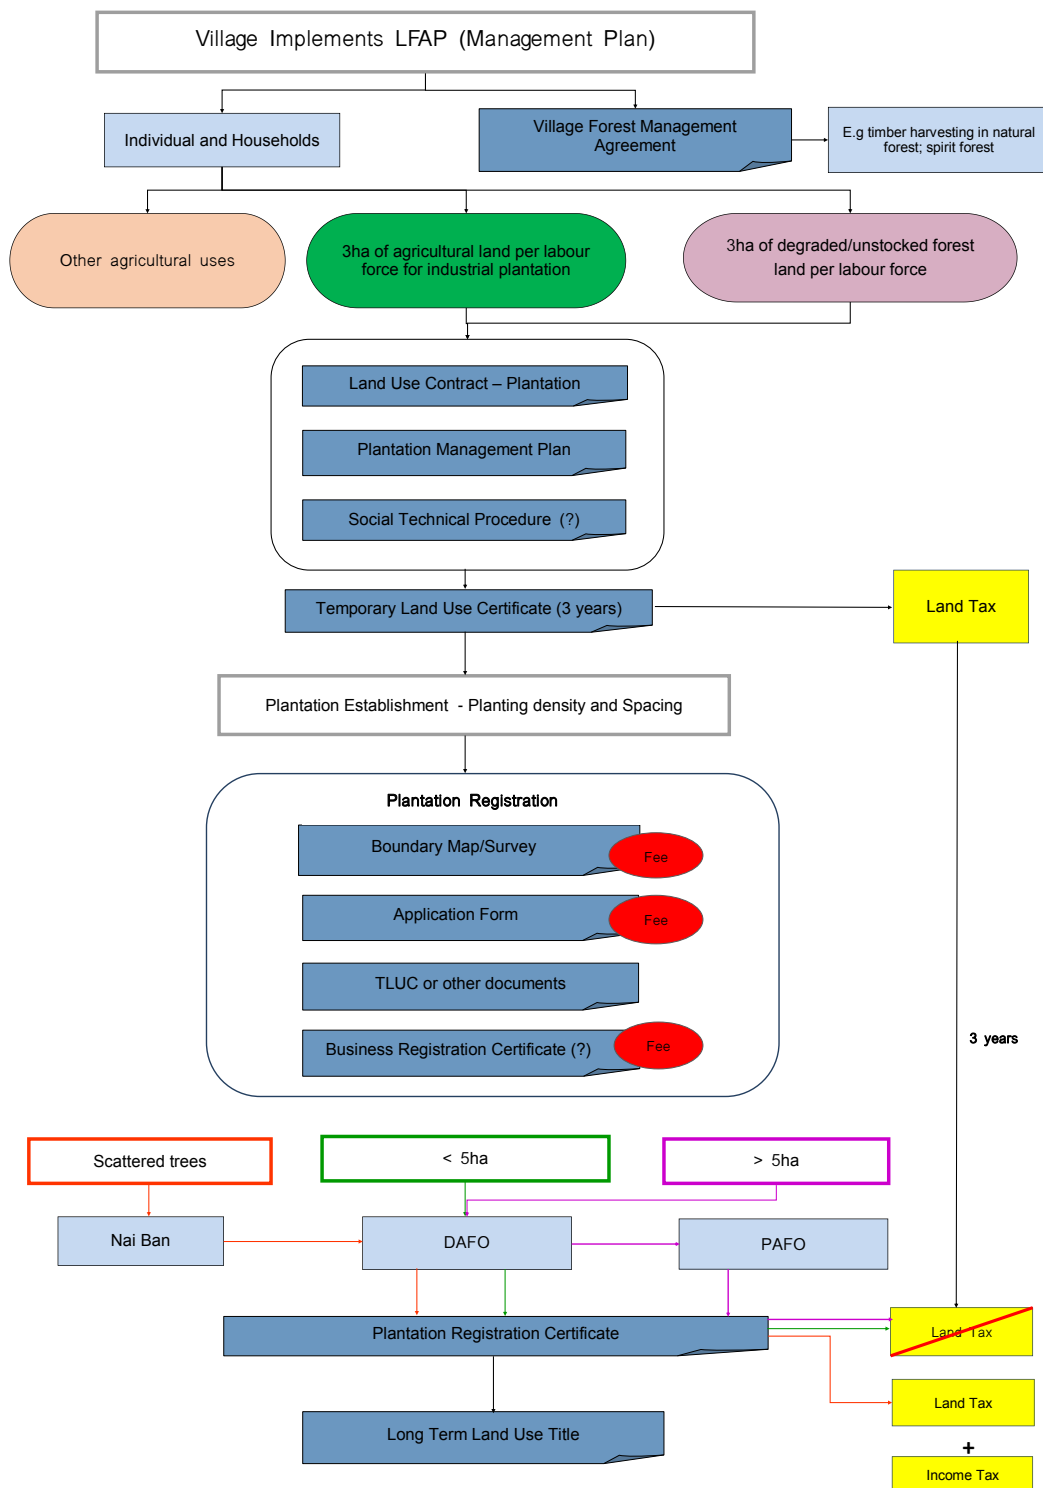 Village Implements LFAP (Management Plan)
Individual and Households
Village Forest Management
Agreement
E.g timber harvesting in natural
forest; spirit forest
Other agricultural uses
3ha of agricultural land per labour
force for industrial plantation
3ha of degraded/unstocked forest
land per labour force
Land Use Contract – Plantation
Plantation Management Plan
Social Technical Procedure (?)
Temporary Land Use Certificate (3 years)
Land Tax
Plantation Establishment - Planting density and Spacing
Plantation Registration
Boundary Map/Survey
Fee
Application Form
Fee
TLUC or other documents
Business Registration Certificate (?)
Fee
3 years
Scattered trees
< 5ha
> 5ha
Nai Ban
DAFO
PAFO
Plantation Registration Certificate
Land Tax
Land Tax
+
Income Tax
Long Term Land Use Title